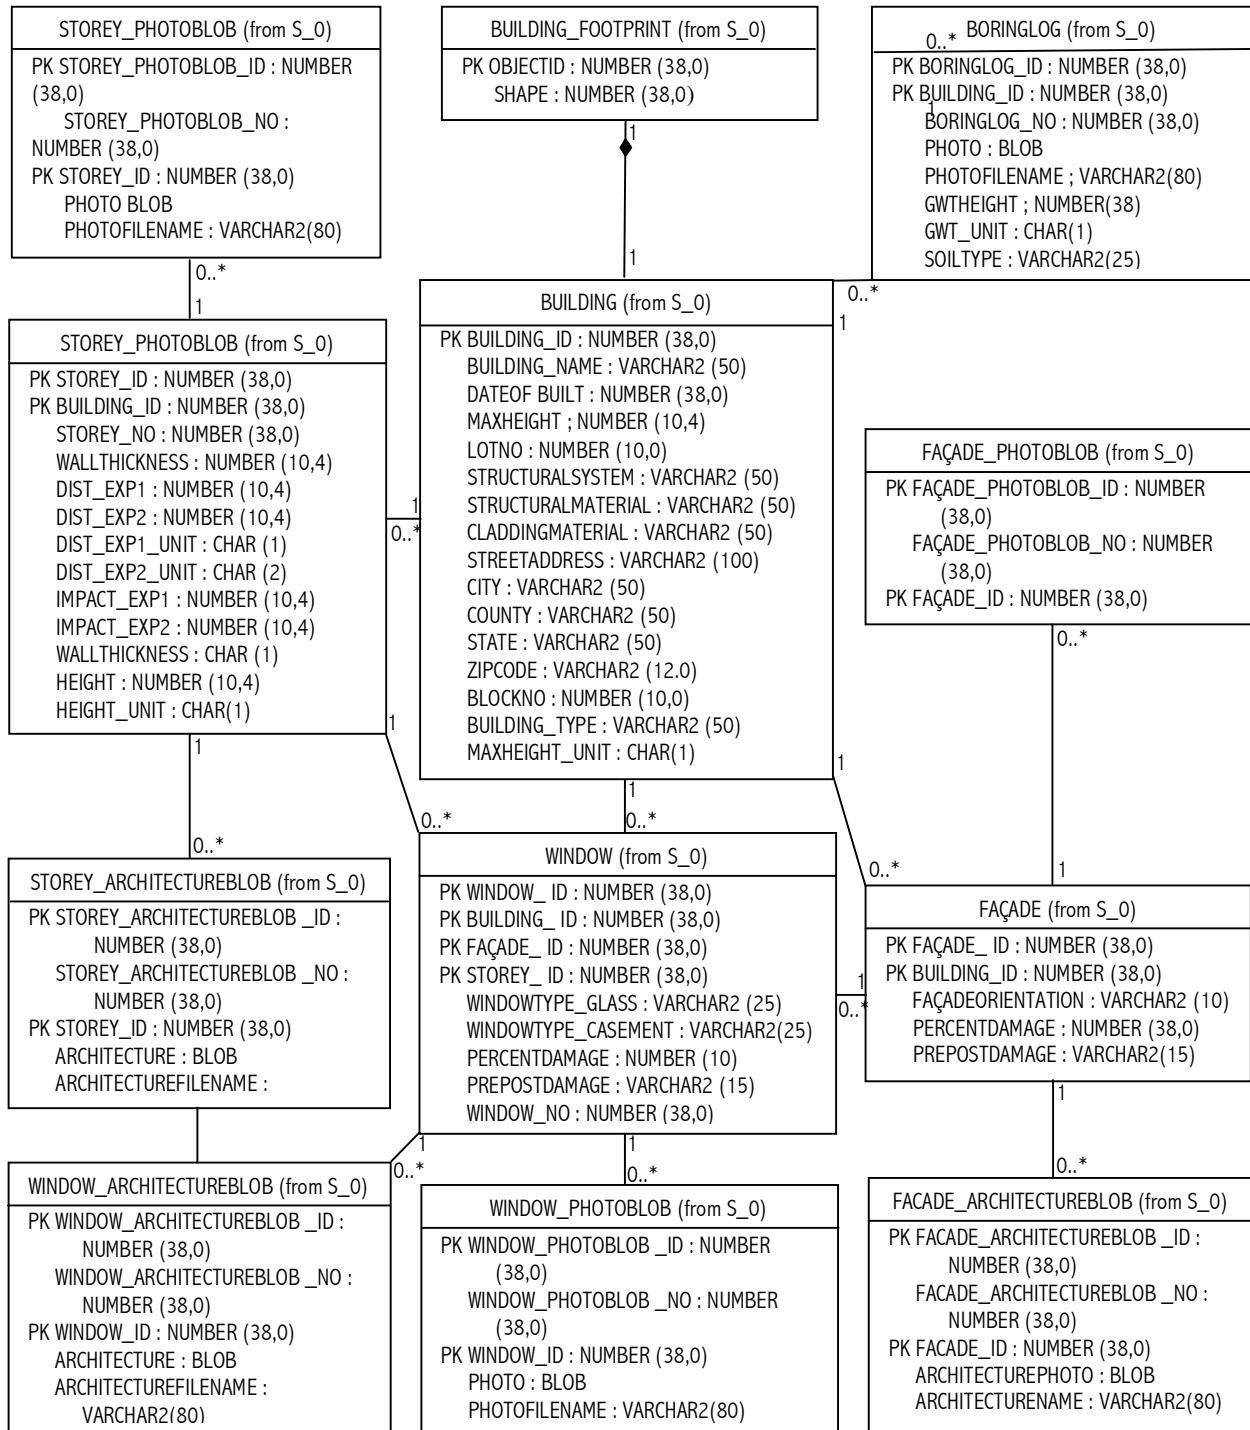 STOREY_PHOTOBLOB (from S_0)
PK STOREY_PHOTOBLOB_ID : NUMBER
(38,0)
STOREY_PHOTOBLOB_NO :
NUMBER (38,0)
PK STOREY_ID : NUMBER (38,0)
PHOTO BLOB
PHOTOFILENAME : VARCHAR2(80)
0..*
1
BUILDING_FOOTPRINT (from S_0)
PK OBJECTID : NUMBER (38,0)
SHAPE : NUMBER (38,0)
1
1
BORINGLOG (from S_0)
0..*
PK BORINGLOG_ID : NUMBER (38,0)
PK BUILDING_ID : NUMBER (38,0)
1
BORINGLOG_NO : NUMBER (38,0)
PHOTO : BLOB
PHOTOFILENAME ; VARCHAR2(80)
GWTHEIGHT ; NUMBER(38)
GWT_UNIT : CHAR(1)
SOILTYPE : VARCHAR2(25)
0..*
1
STOREY_PHOTOBLOB (from S_0)
PK STOREY_ID : NUMBER (38,0)
PK BUILDING_ID : NUMBER (38,0)
STOREY_NO : NUMBER (38,0)
WALLTHICKNESS : NUMBER (10,4)
DIST_EXP1 : NUMBER (10,4)
DIST_EXP2 : NUMBER (10,4)
DIST_EXP1_UNIT : CHAR (1)
DIST_EXP2_UNIT : CHAR (2)
IMPACT_EXP1 : NUMBER (10,4)
IMPACT_EXP2 : NUMBER (10,4)
WALLTHICKNESS : CHAR (1)
HEIGHT : NUMBER (10,4)
HEIGHT_UNIT : CHAR(1)
1
0..*
1
0..*
1
0..*
BUILDING (from S_0)
PK BUILDING_ID : NUMBER (38,0)
BUILDING_NAME : VARCHAR2 (50)
DATEOF BUILT : NUMBER (38,0)
MAXHEIGHT ; NUMBER (10,4)
LOTNO : NUMBER (10,0)
STRUCTURALSYSTEM : VARCHAR2 (50)
STRUCTURALMATERIAL : VARCHAR2 (50)
CLADDINGMATERIAL : VARCHAR2 (50)
STREETADDRESS : VARCHAR2 (100)
CITY : VARCHAR2 (50)
COUNTY : VARCHAR2 (50)
STATE : VARCHAR2 (50)
ZIPCODE : VARCHAR2 (12.0)
BLOCKNO : NUMBER (10,0)
BUILDING_TYPE : VARCHAR2 (50)
MAXHEIGHT_UNIT : CHAR(1)
1
0..*
1
0..*
FAÇADE_PHOTOBLOB (from S_0)
PK FAÇADE_PHOTOBLOB_ID : NUMBER
(38,0)
FAÇADE_PHOTOBLOB_NO : NUMBER
(38,0)
PK FAÇADE_ID : NUMBER (38,0)
0..*
1
STOREY_ARCHITECTUREBLOB (from S_0)
PK STOREY_ARCHITECTUREBLOB _ID :
NUMBER (38,0)
STOREY_ARCHITECTUREBLOB _NO :
NUMBER (38,0)
PK STOREY_ID : NUMBER (38,0)
ARCHITECTURE : BLOB
ARCHITECTUREFILENAME :
WINDOW (from S_0)
PK WINDOW_ ID : NUMBER (38,0)
PK BUILDING_ ID : NUMBER (38,0)
PK FAÇADE_ ID : NUMBER (38,0)
PK STOREY_ ID : NUMBER (38,0)
WINDOWTYPE_GLASS : VARCHAR2 (25)
WINDOWTYPE_CASEMENT : VARCHAR2(25)
PERCENTDAMAGE : NUMBER (10)
PREPOSTDAMAGE : VARCHAR2 (15)
WINDOW_NO : NUMBER (38,0)
1
0..*
1
0..*
1
0..*
FAÇADE (from S_0)
PK FAÇADE_ ID : NUMBER (38,0)
PK BUILDING_ID : NUMBER (38,0)
FAÇADEORIENTATION : VARCHAR2 (10)
PERCENTDAMAGE : NUMBER (38,0)
PREPOSTDAMAGE : VARCHAR2(15)
1
0..*
WINDOW_ARCHITECTUREBLOB (from S_0)
PK WINDOW_ARCHITECTUREBLOB _ID :
NUMBER (38,0)
WINDOW_ARCHITECTUREBLOB _NO :
NUMBER (38,0)
PK WINDOW_ID : NUMBER (38,0)
ARCHITECTURE : BLOB
ARCHITECTUREFILENAME :
VARCHAR2(80)
WINDOW_PHOTOBLOB (from S_0)
PK WINDOW_PHOTOBLOB _ID : NUMBER
(38,0)
WINDOW_PHOTOBLOB _NO : NUMBER
(38,0)
PK WINDOW_ID : NUMBER (38,0)
PHOTO : BLOB
PHOTOFILENAME : VARCHAR2(80)
FACADE_ARCHITECTUREBLOB (from S_0)
PK FACADE_ARCHITECTUREBLOB _ID :
NUMBER (38,0)
FACADE_ARCHITECTUREBLOB _NO :
NUMBER (38,0)
PK FACADE_ID : NUMBER (38,0)
ARCHITECTUREPHOTO : BLOB
ARCHITECTURENAME : VARCHAR2(80)